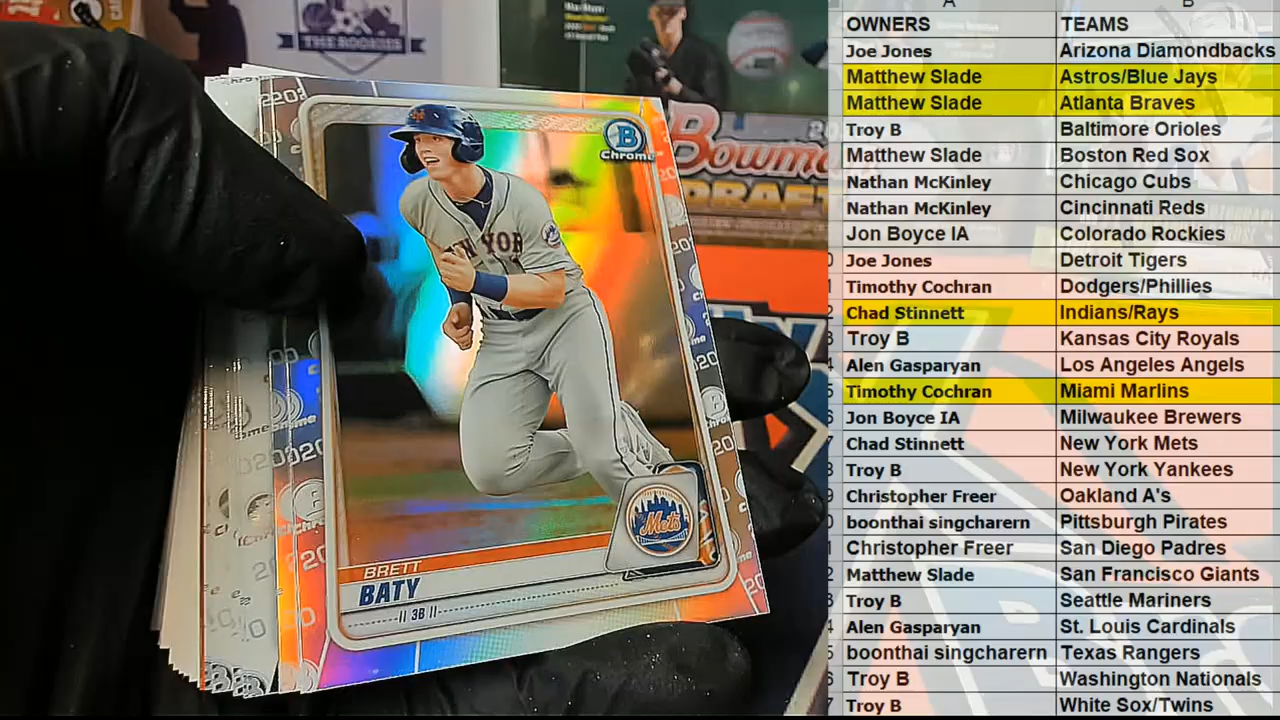 THE ROOKIES
Bowman
DRAFT
B
Chrome
NEW YOR
Mets
BRETT
BATY
|| 3B ||
A B
OWNERS TEAMS
Joe Jones Arizona Diamondbacks
Matthew Slade Astros/Blue Jays
Matthew Slade Atlanta Braves
Troy B Baltimore Orioles
Matthew Slade Boston Red Sox
Nathan McKinley Chicago Cubs
Nathan McKinley Cincinnati Reds
Jon Boyce IA Colorado Rockies
Joe Jones Detroit Tigers
Timothy Cochran Dodgers/Phillies
Chad Stinnett Indians/Rays
Troy B Kansas City Royals
Alen Gasparyan Los Angeles Angels
Timothy Cochran Miami Marlins
Jon Boyce IA Milwaukee Brewers
Chad Stinnett New York Mets
Troy B New York Yankees
Christopher Freer Oakland A's
boonthai singcharern Pittsburgh Pirates
Christopher Freer San Diego Padres
Matthew Slade San Francisco Giants
Troy B Seattle Mariners
Alen Gasparyan St. Louis Cardinals
boonthai singcharern Texas Rangers
Troy B Washington Nationals
Troy B White Sox/Twins